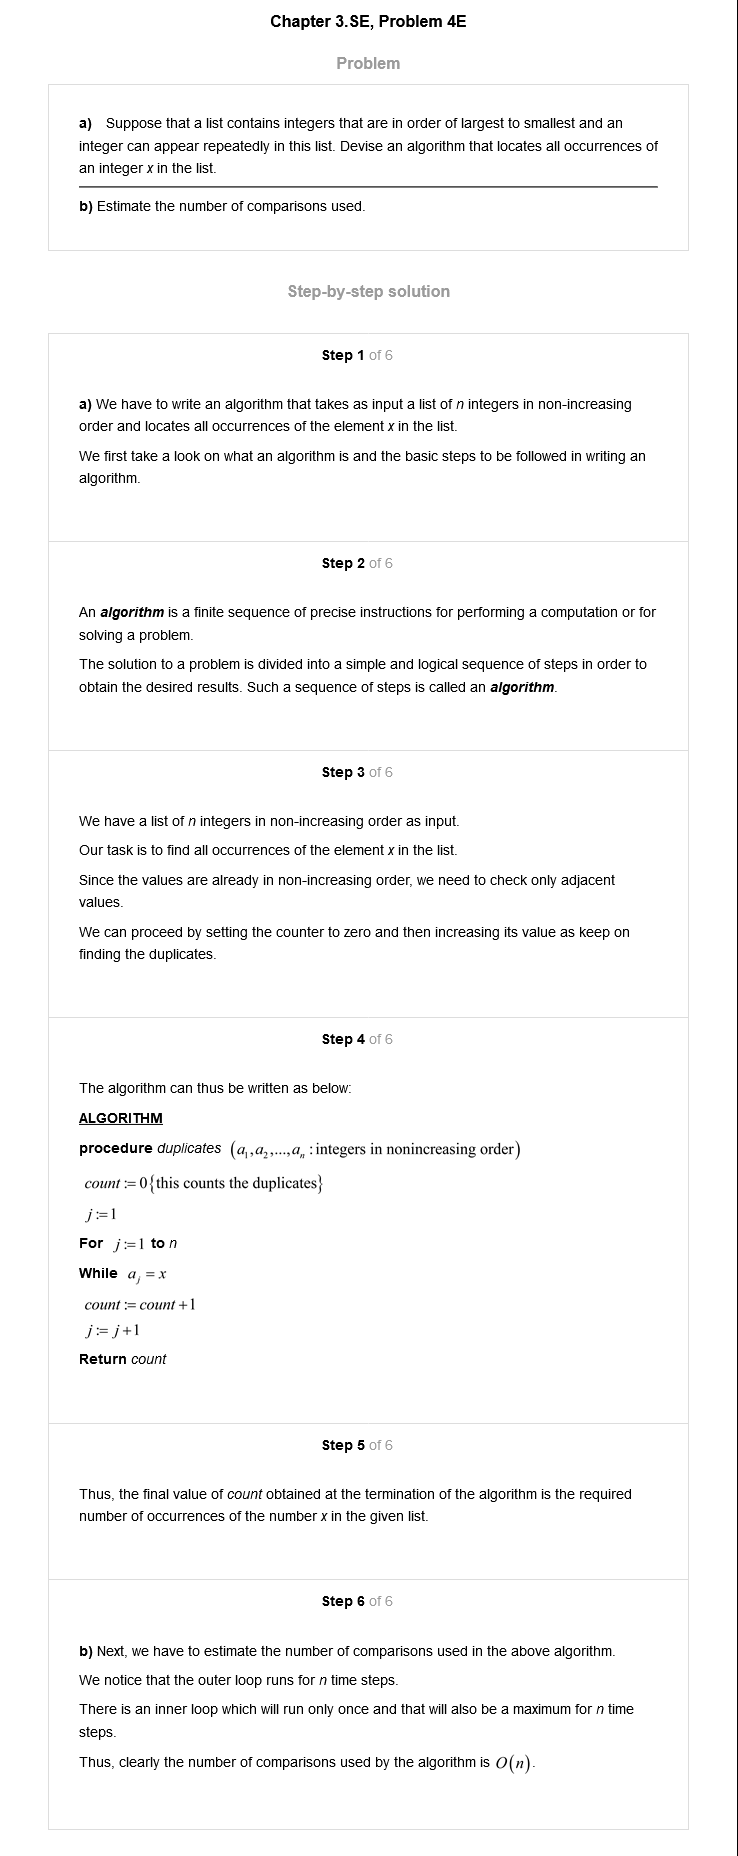 Chapter 3.SE, Problem 4E
Problem
a) Suppose that a list contains integers that are in order of largest to smallest and an
integer can appear repeatedly in this list. Devise an algorithm that locates all occurrences of
an integer x in the list.
b) Estimate the number of comparisons used.
Step-by-step solution
Step 1 of 6
a) We have to write an algorithm that takes as input a list of n integers in non-increasing
order and locates all occurrences of the element x in the list.
We first take a look on what an algorithm is and the basic steps to be followed in writing an
algorithm.
Step 2 of 6
An algorithm is a finite sequence of precise instructions for performing a computation or for
solving a problem.
The solution to a problem is divided into a simple and logical sequence of steps in order to
obtain the desired results. Such a sequence of steps is called an algorithm.
Step 3 of 6
We have a list of n integers in non-increasing order as input.
Our task is to find all occurrences of the element x in the list.
Since the values are already in non-increasing order, we need to check only adjacent
values.
We can proceed by setting the counter to zero and then increasing its value as keep on
finding the duplicates.
Step 4 of 6
The algorithm can thus be written as below:
ALGORITHM
procedure duplicates (a₁,a₂,...,aₙ : integers in nonincreasing order)
count := 0{this counts the duplicates}
j := 1
For j := 1 to n
While aⱼ = x
count := count + 1
j := j + 1
Return count
Step 5 of 6
Thus, the final value of count obtained at the termination of the algorithm is the required
number of occurrences of the number x in the given list.
Step 6 of 6
b) Next, we have to estimate the number of comparisons used in the above algorithm.
We notice that the outer loop runs for n time steps.
There is an inner loop which will run only once and that will also be a maximum for n time
steps.
Thus, clearly the number of comparisons used by the algorithm is O(n).